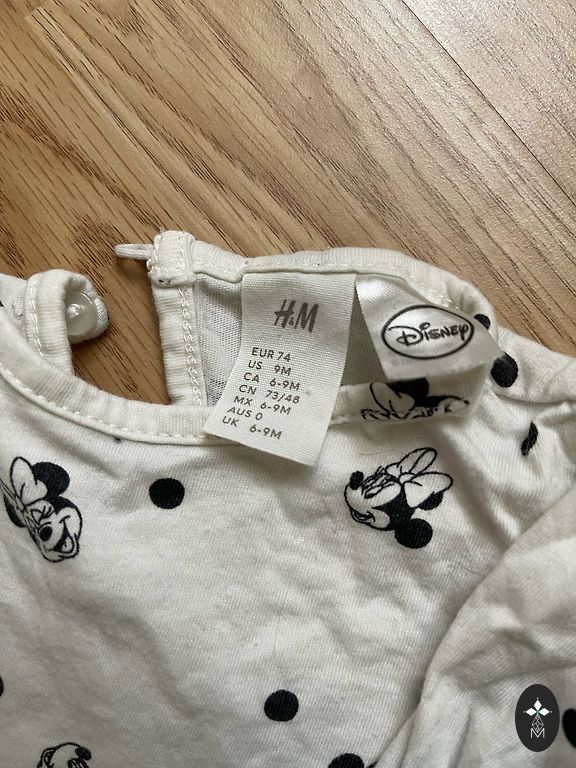 H&M
EUR 74
US 9M
CA 6-9M
CN 73/48
MX 6-9M
AUS 0
UK 6-9M
Disney
M